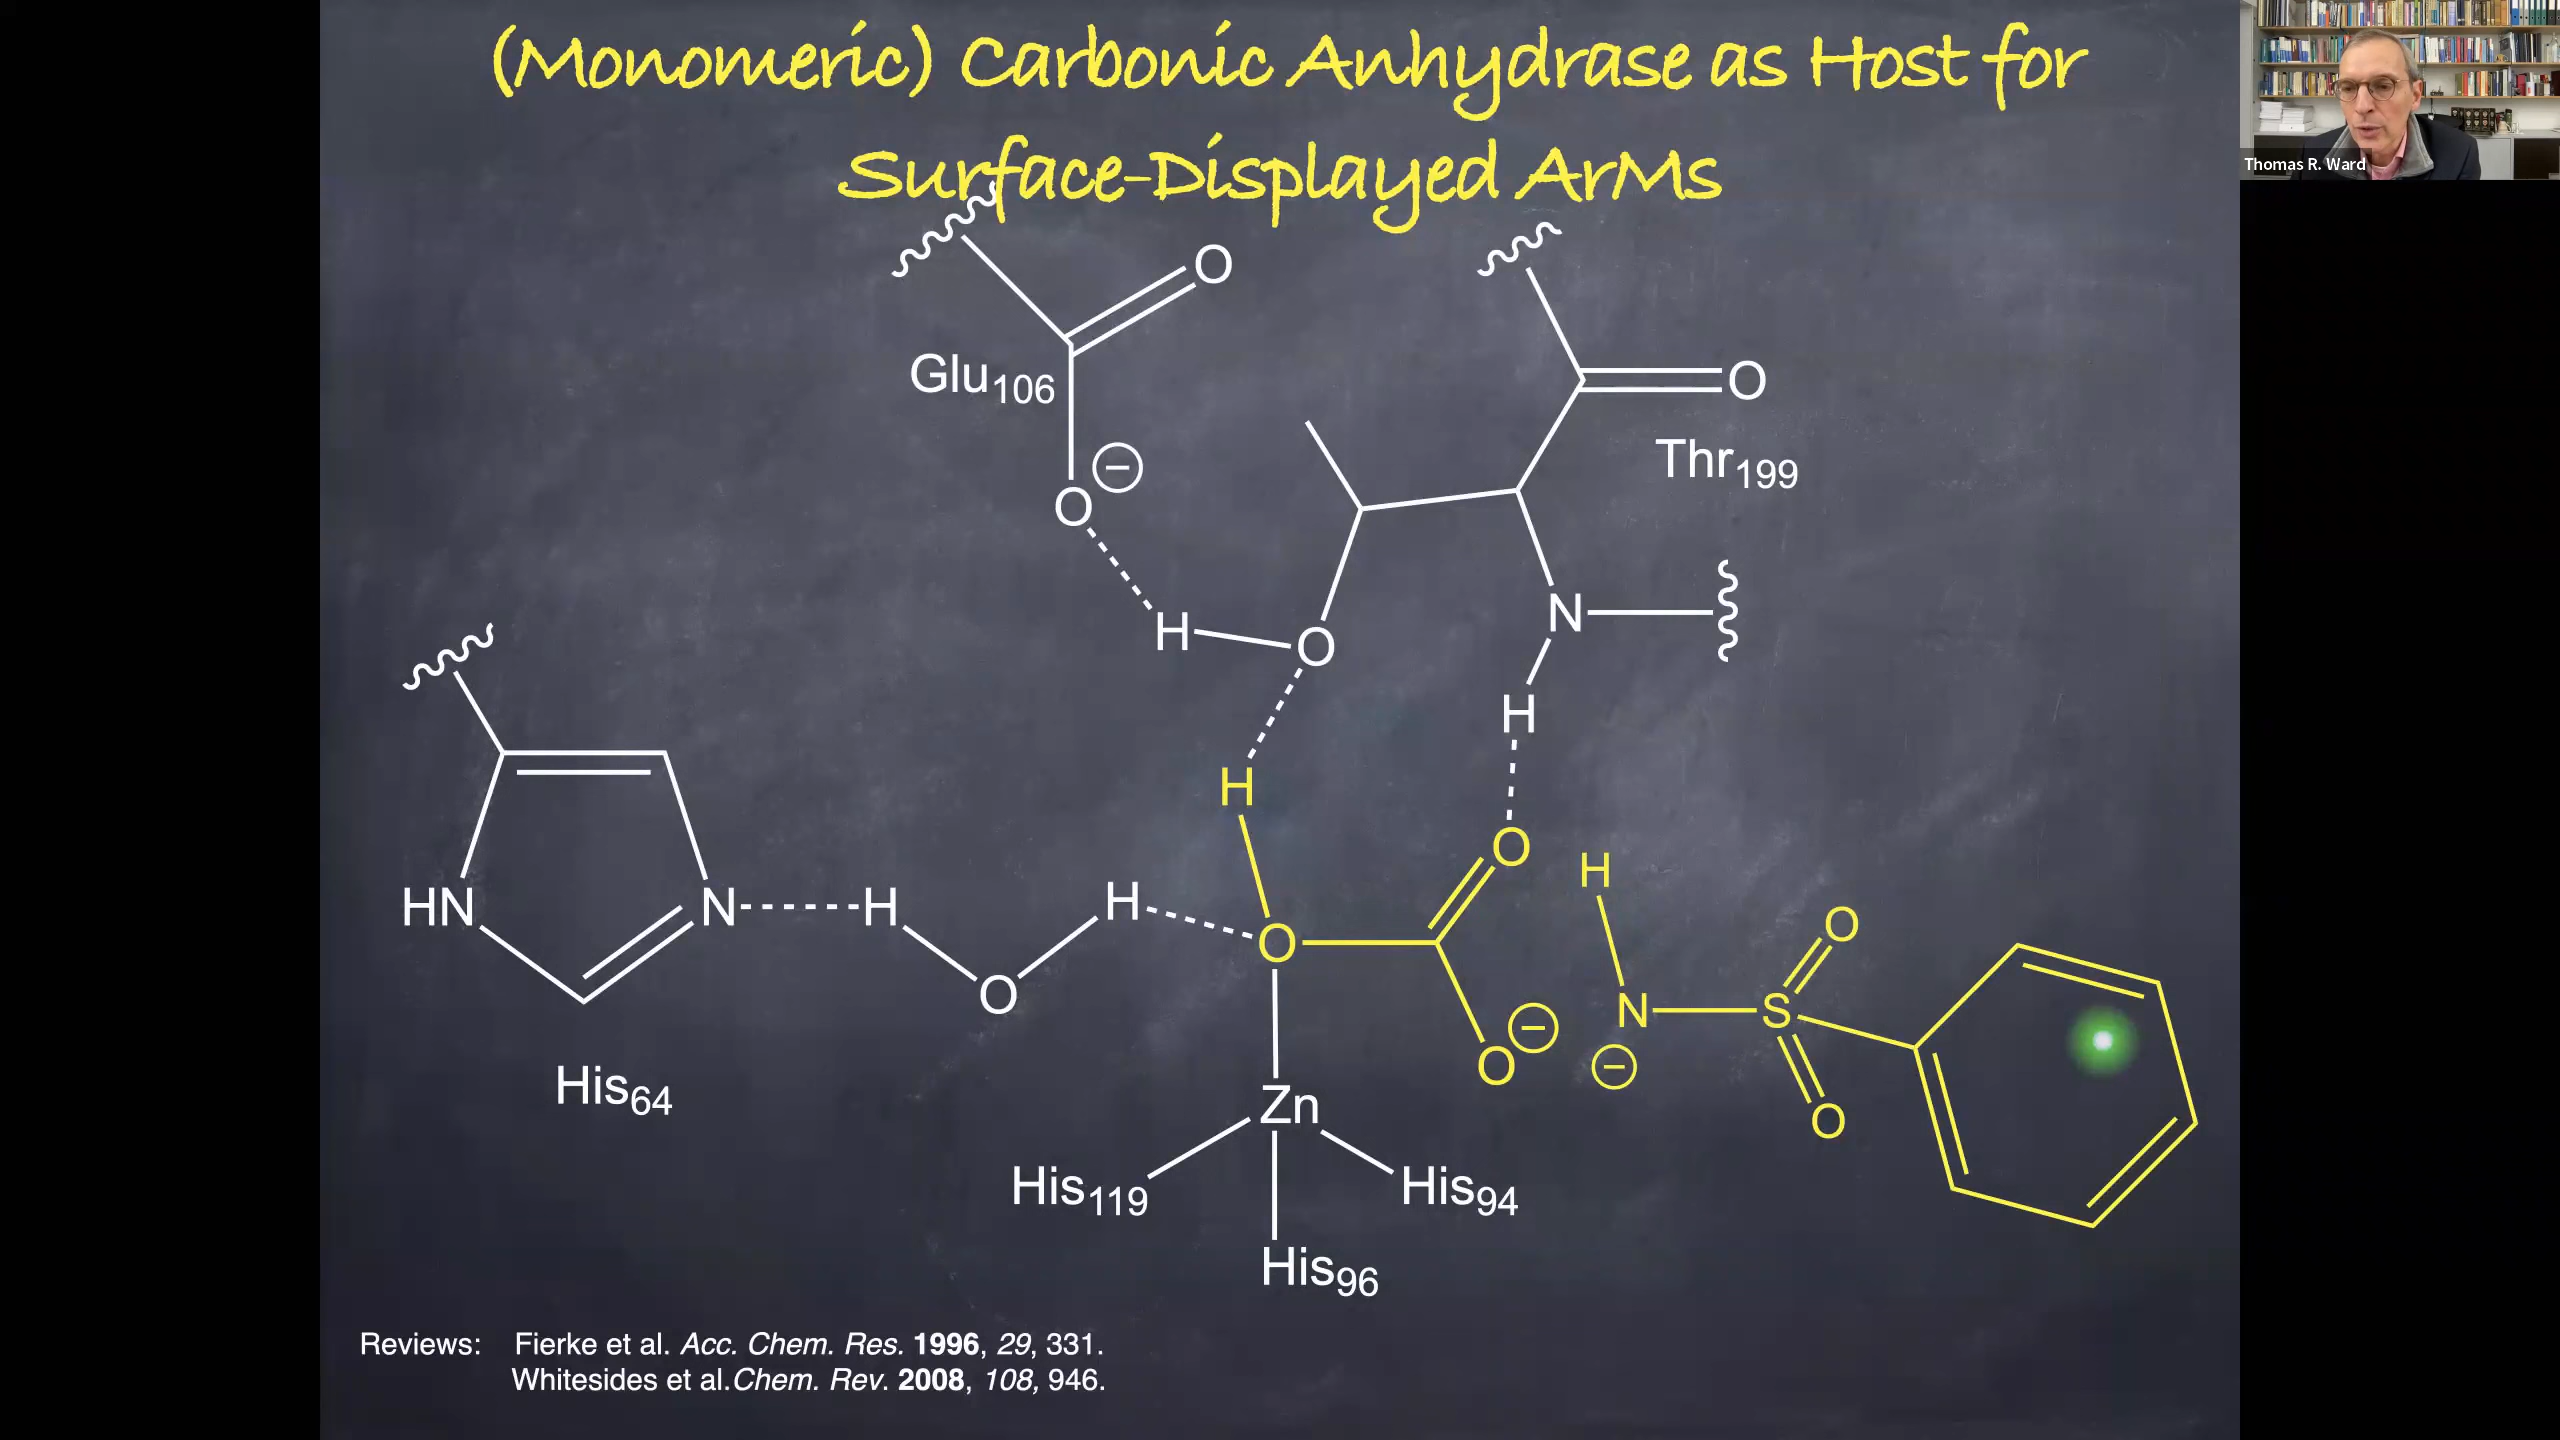 (Monomeric) Carbonic Anhydrase as Host for
Surface-Displayed ArMs
Thomas R. Ward
O
Glu106
O
Thr199
⊖
O
H
O
N
H
H
O
H
HN
N
H
H
O
O
N
S
O
O
⊖
O
⊖
O
His64
Zn
His119
His94
His96
Reviews: Fierke et al. Acc. Chem. Res. 1996, 29, 331.
Whitesides et al.Chem. Rev. 2008, 108, 946.